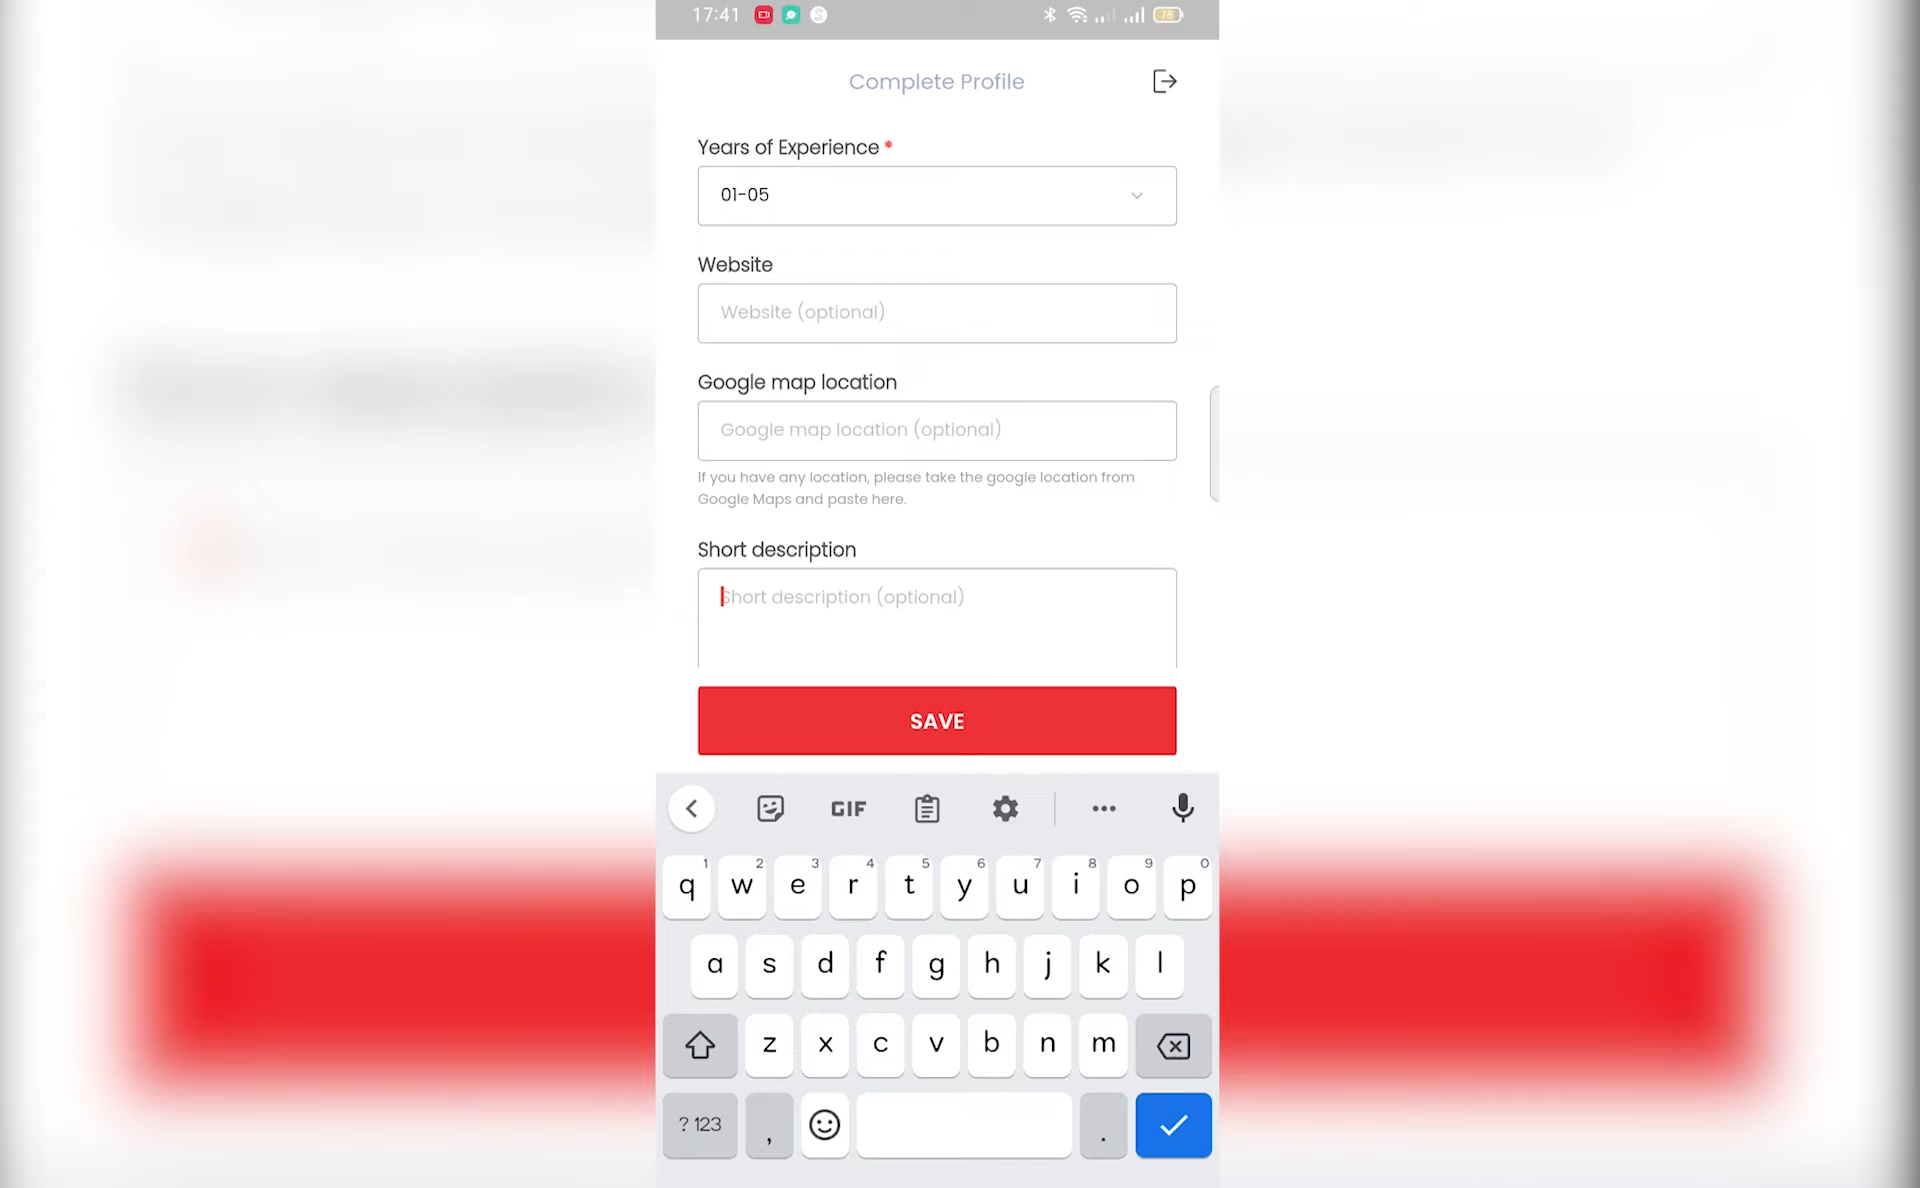 17:41
78
Complete Profile
Years of Experience *
01-05
Website
Website (optional)
Google map location
Google map location (optional)
If you have any location, please take the google location from
Google Maps and paste here.
Short description
Short description (optional)
SAVE
GIF
1 2 3 4 5 6 7 8 9 0
q w e r t y u i o p
a s d f g h j k l
z x c v b n m
?123 , .